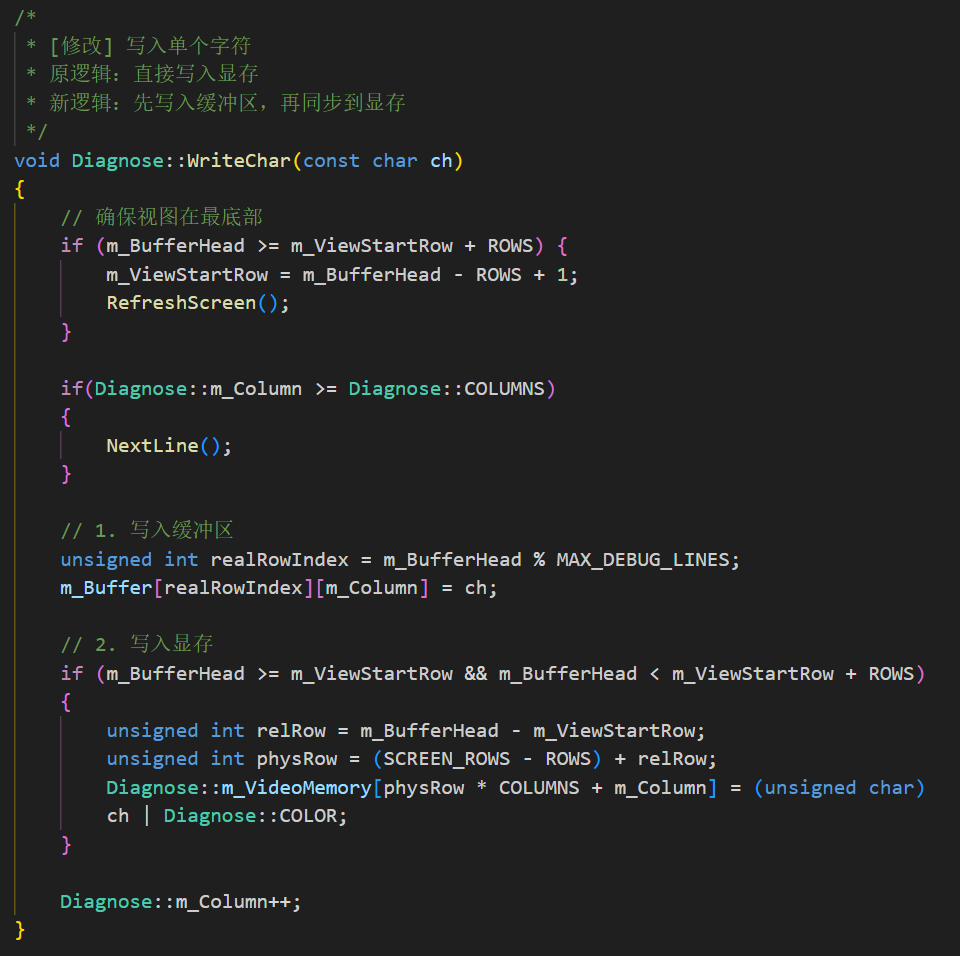 /*
 * [修改] 写入单个字符
 * 原逻辑：直接写入显存
 * 新逻辑：先写入缓冲区，再同步到显存
 */
void Diagnose::WriteChar(const char ch)
{
    // 确保视图在最底部
    if (m_BufferHead >= m_ViewStartRow + ROWS) {
        m_ViewStartRow = m_BufferHead - ROWS + 1;
        RefreshScreen();
    }

    if(Diagnose::m_Column >= Diagnose::COLUMNS)
    {
        NextLine();
    }

    // 1. 写入缓冲区
    unsigned int realRowIndex = m_BufferHead % MAX_DEBUG_LINES;
    m_Buffer[realRowIndex][m_Column] = ch;

    // 2. 写入显存
    if (m_BufferHead >= m_ViewStartRow && m_BufferHead < m_ViewStartRow + ROWS)
    {
        unsigned int relRow = m_BufferHead - m_ViewStartRow;
        unsigned int physRow = (SCREEN_ROWS - ROWS) + relRow;
        Diagnose::m_VideoMemory[physRow * COLUMNS + m_Column] = (unsigned char)
        ch | Diagnose::COLOR;
    }

    Diagnose::m_Column++;
}